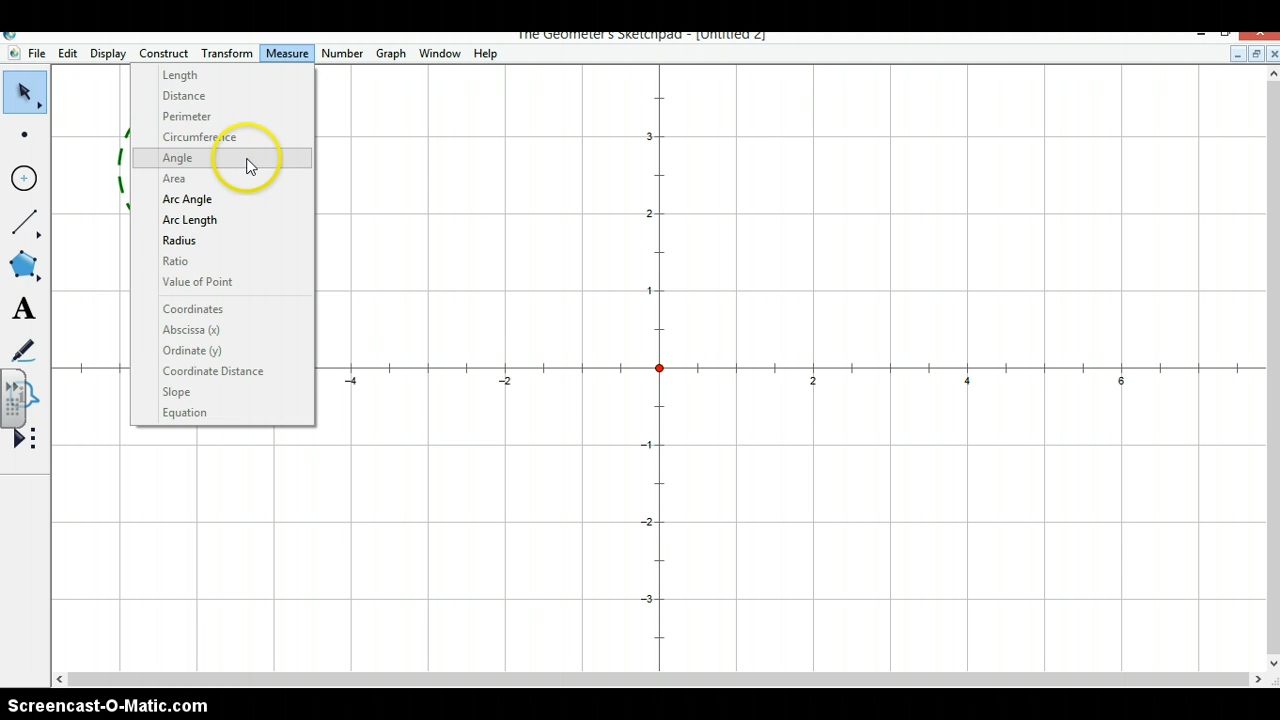 The Geometer's Sketchpad - [Untitled 2]
File Edit Display Construct Transform Measure Number Graph Window Help
Length
Distance
Perimeter
Circumference
Angle
Area
Arc Angle
Arc Length
Radius
Ratio
Value of Point
Coordinates
Abscissa (x)
Ordinate (y)
Coordinate Distance
Slope
Equation
A
3
2
1
-4 -2 2 4 6
-1
-2
-3
Screencast-O-Matic.com